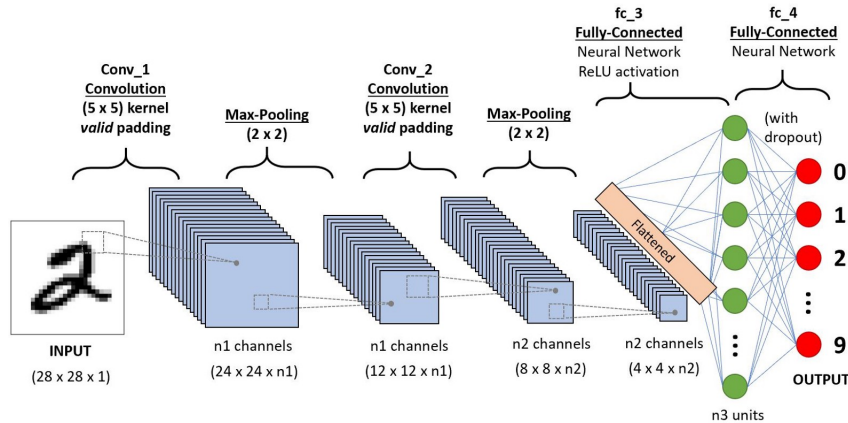 fc_3
Fully-Connected
Neural Network
ReLU activation
fc_4
Fully-Connected
Neural Network
Conv_1
Convolution
(5 x 5) kernel
valid padding
Max-Pooling
(2 x 2)
Conv_2
Convolution
(5 x 5) kernel
valid padding
Max-Pooling
(2 x 2)
(with
dropout)
Flattened
0
1
2
9
INPUT
(28 x 28 x 1)
n1 channels
(24 x 24 x n1)
n1 channels
(12 x 12 x n1)
n2 channels
(8 x 8 x n2)
n2 channels
(4 x 4 x n2)
OUTPUT
n3 units
2